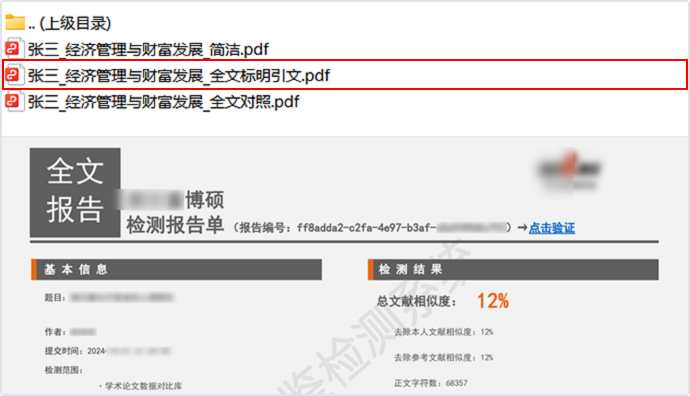 .. (上级目录)
张三_经济管理与财富发展_简洁.pdf
张三_经济管理与财富发展_全文标明引文.pdf
张三_经济管理与财富发展_全文对照.pdf
全文
报告
博硕
检测报告单 (报告编号: ff8adda2-c2fa-4e97-b3af- ) →点击验证
基本信息
题目:
作者:
提交时间: 2024-
检测范围:
· 学术论文数据对比库
检测结果
总文献相似度: 12%
去除本人文献相似度: 12%
去除参考文献相似度: 12%
正文字符数: 68357
检测系统